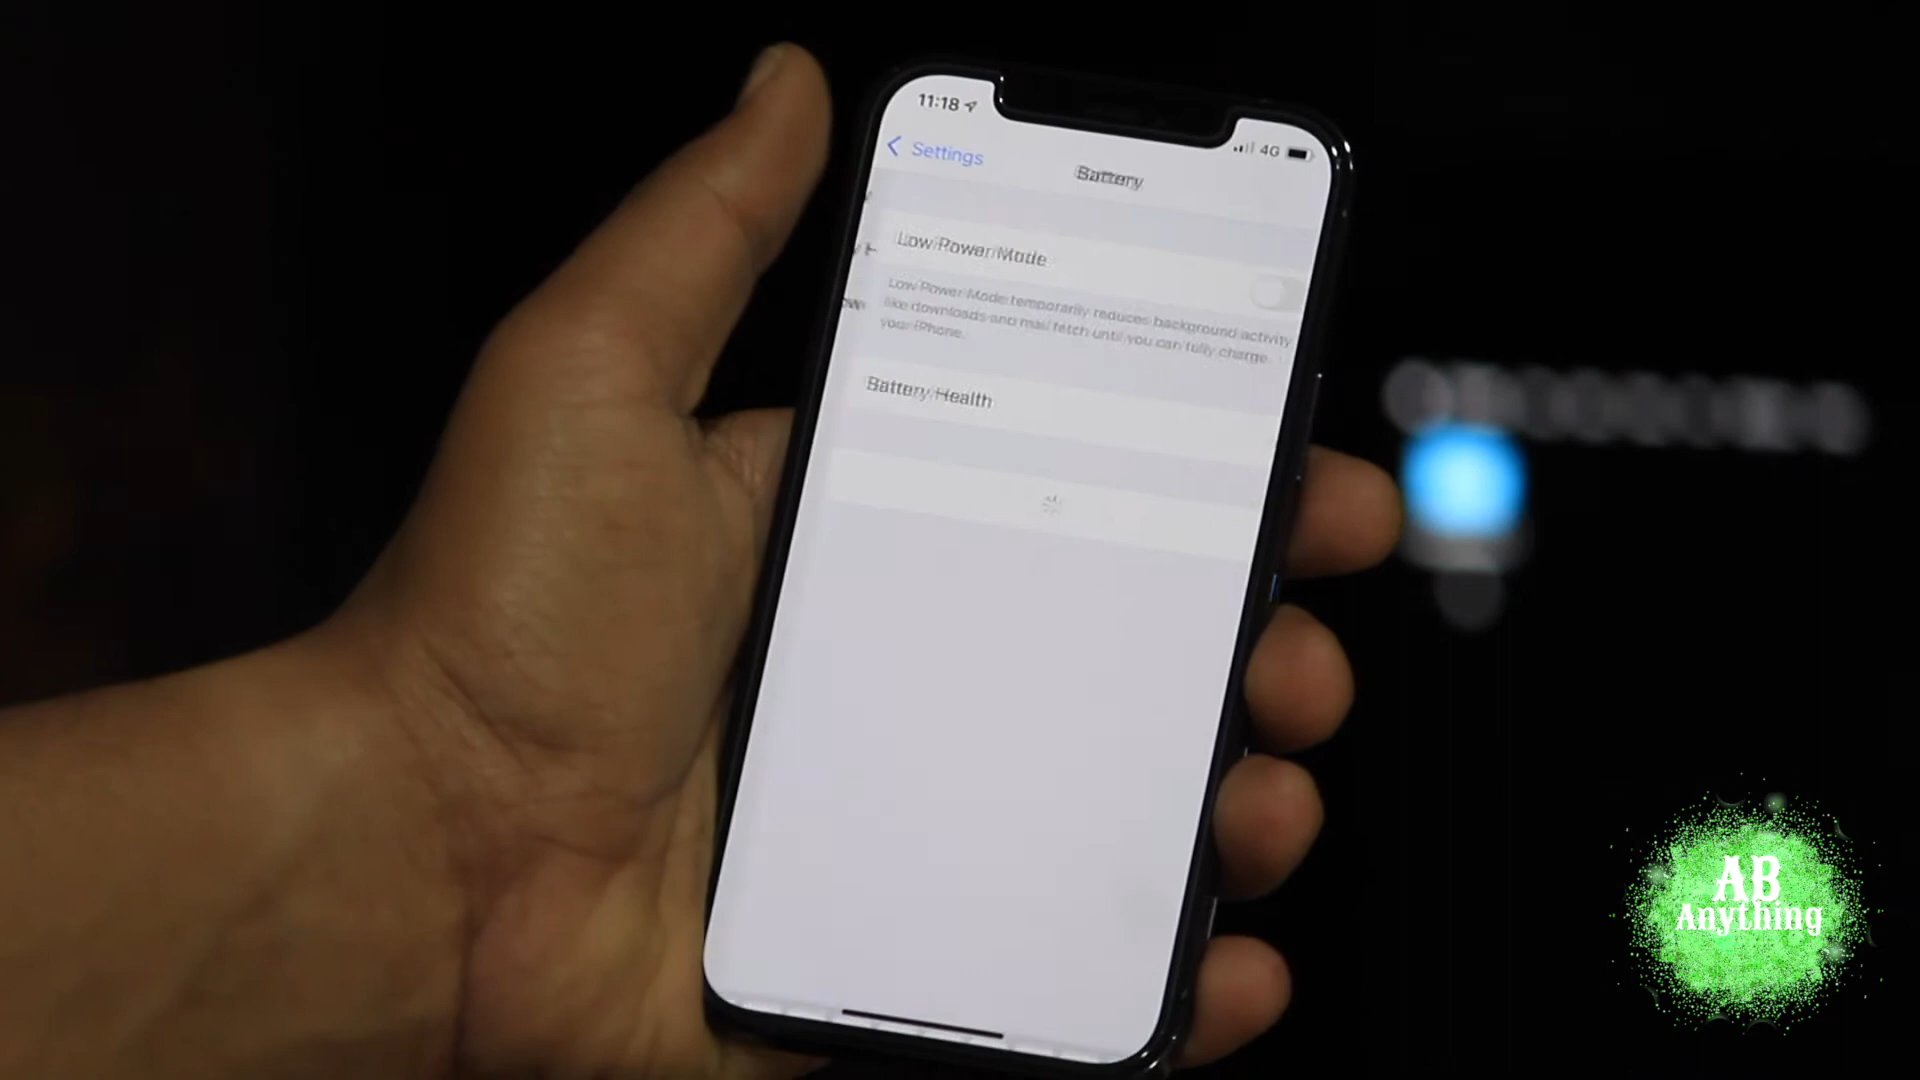 11:18
4G
Settings
Battery
Low Power Mode
Low Power Mode temporarily reduces background activity
like downloads and mail fetch until you can fully charge
your iPhone.
Battery Health
AB
Anything